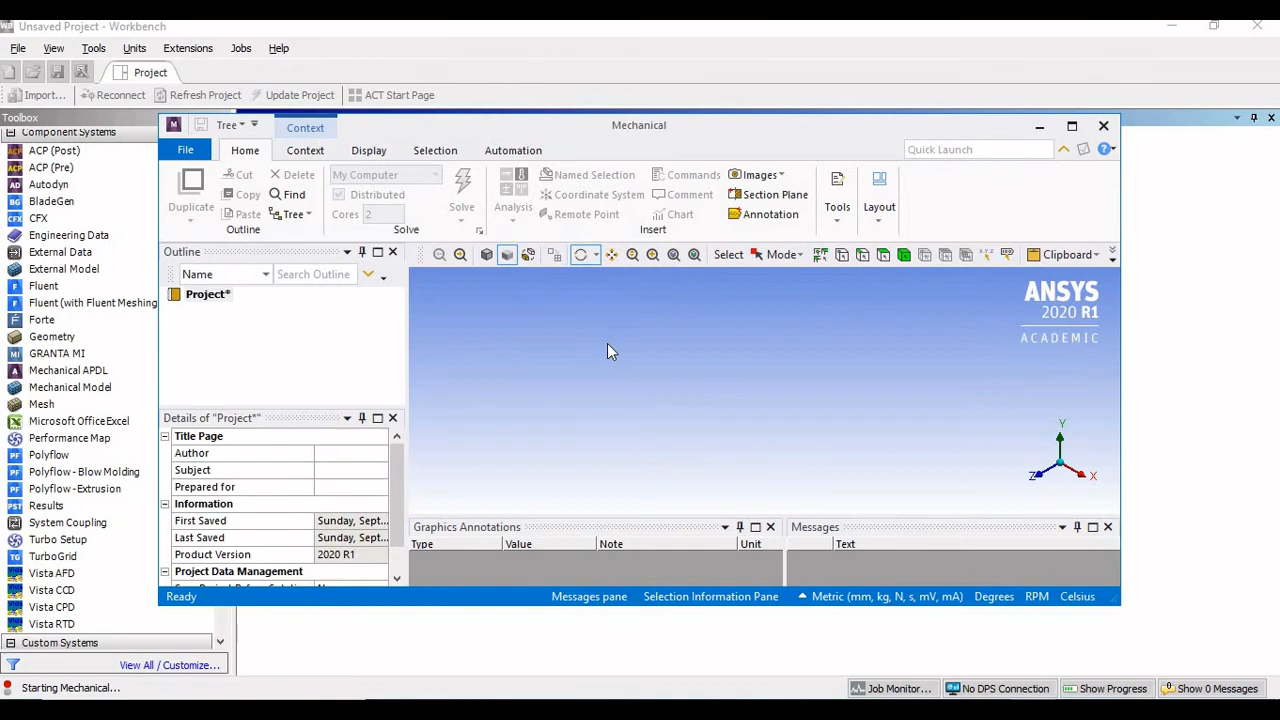 Unsaved Project - Workbench
File View Tools Units Extensions Jobs Help
Project
Import... Reconnect Refresh Project Update Project ACT Start Page
Toolbox
Component Systems
ACP (Post)
ACP (Pre)
Autodyn
BladeGen
CFX
Engineering Data
External Data
External Model
Fluent
Fluent (with Fluent Meshing
Forte
Geometry
GRANTA MI
Mechanical APDL
Mechanical Model
Mesh
Microsoft OfficeExcel
Performance Map
Polyflow
Polyflow - Blow Molding
Polyflow - Extrusion
Results
System Coupling
Turbo Setup
TurboGrid
Vista AFD
Vista CCD
Vista CPD
Vista RTD
Custom Systems
View All / Customize...
Starting Mechanical...
Job Monitor... No DPS Connection Show Progress Show 0 Messages
Tree Context Mechanical
File Home Context Display Selection Automation Quick Launch
Duplicate
Cut Delete
Copy Find
Paste Tree
Outline
My Computer
Distributed
Cores 2
Solve
Solve
Analysis
Named Selection Commands Images
Coordinate System Comment Section Plane
Remote Point Chart Annotation
Insert
Tools
Layout
Outline
Name Search Outline
Project*
Select Mode Clipboard
ANSYS
2020 R1
ACADEMIC
Y
Z X
Details of "Project*"
Title Page
Author
Subject
Prepared for
Information
First Saved Sunday, Sept...
Last Saved Sunday, Sept...
Product Version 2020 R1
Project Data Management
Graphics Annotations
Type Value Note Unit
Messages
Text
Ready Messages pane Selection Information Pane Metric (mm, kg, N, s, mV, mA) Degrees RPM Celsius